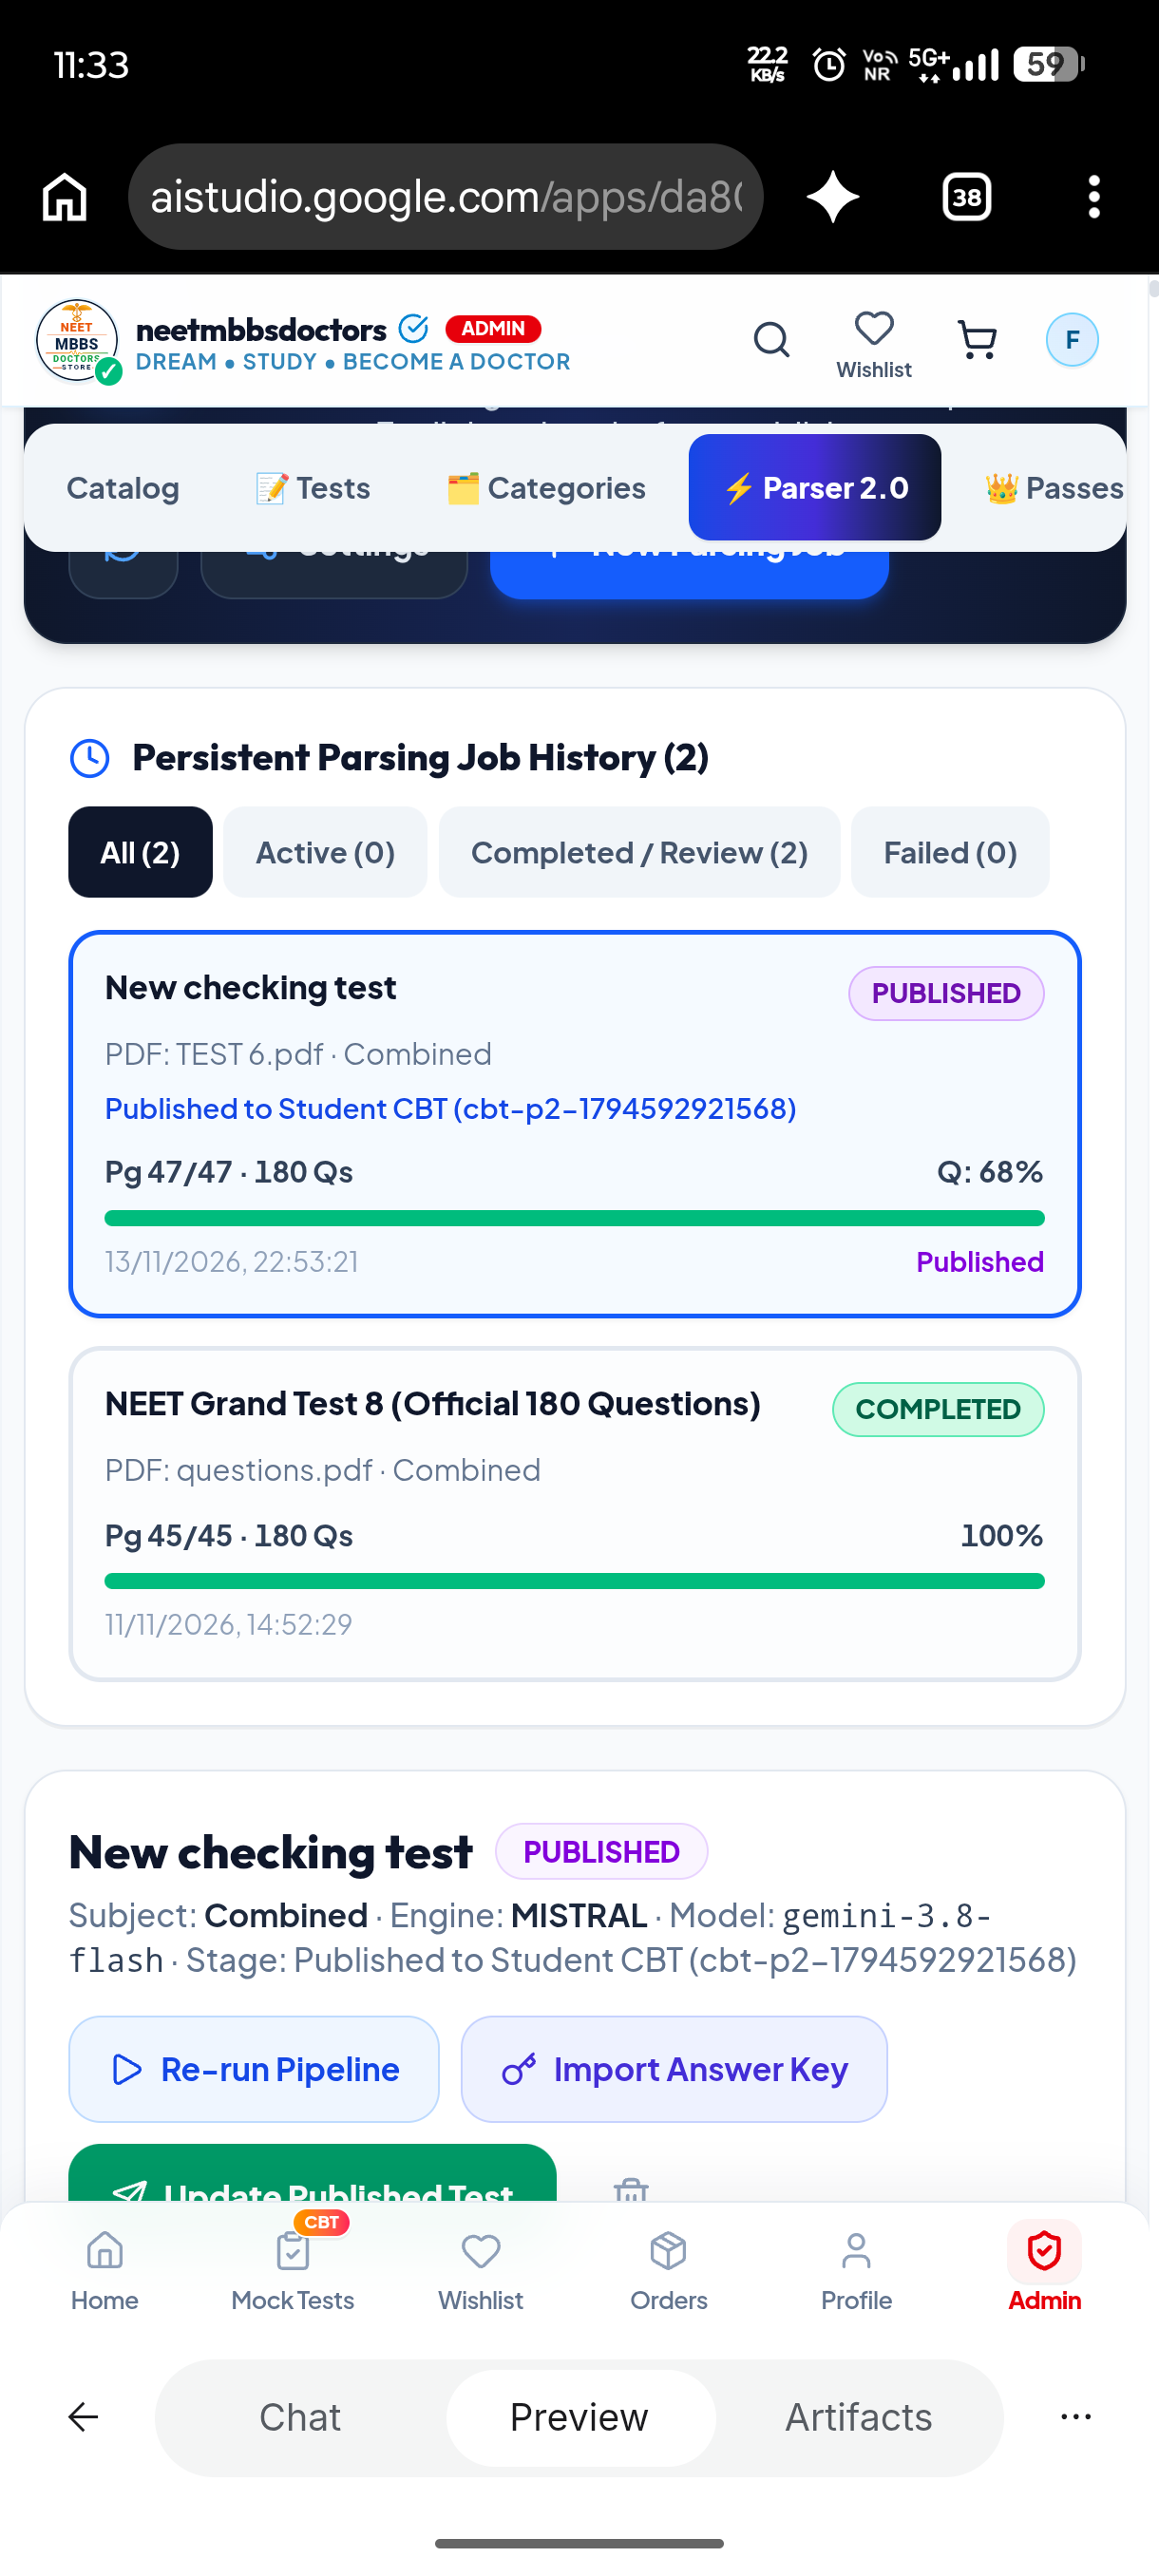 11:33
22.2 KB/s
Vo NR
5G+
59
aistudio.google.com/apps/da8
38
NEET
MBBS
DOCTORS
STORE
neetmbbsdoctors
ADMIN
DREAM • STUDY • BECOME A DOCTOR
Wishlist
F
Catalog
📝 Tests
🗂️ Categories
⚡ Parser 2.0
👑 Passes
Settings
New Parsing Job
Persistent Parsing Job History (2)
All (2)
Active (0)
Completed / Review (2)
Failed (0)
New checking test
PUBLISHED
PDF: TEST 6.pdf · Combined
Published to Student CBT (cbt-p2-1794592921568)
Pg 47/47 · 180 Qs
Q: 68%
13/11/2026, 22:53:21
Published
NEET Grand Test 8 (Official 180 Questions)
COMPLETED
PDF: questions.pdf · Combined
Pg 45/45 · 180 Qs
100%
11/11/2026, 14:52:29
New checking test
PUBLISHED
Subject: Combined · Engine: MISTRAL · Model: gemini-3.8-
flash · Stage: Published to Student CBT (cbt-p2-1794592921568)
Re-run Pipeline
Import Answer Key
Update Published Test
CBT
Home
Mock Tests
Wishlist
Orders
Profile
Admin
Chat
Preview
Artifacts